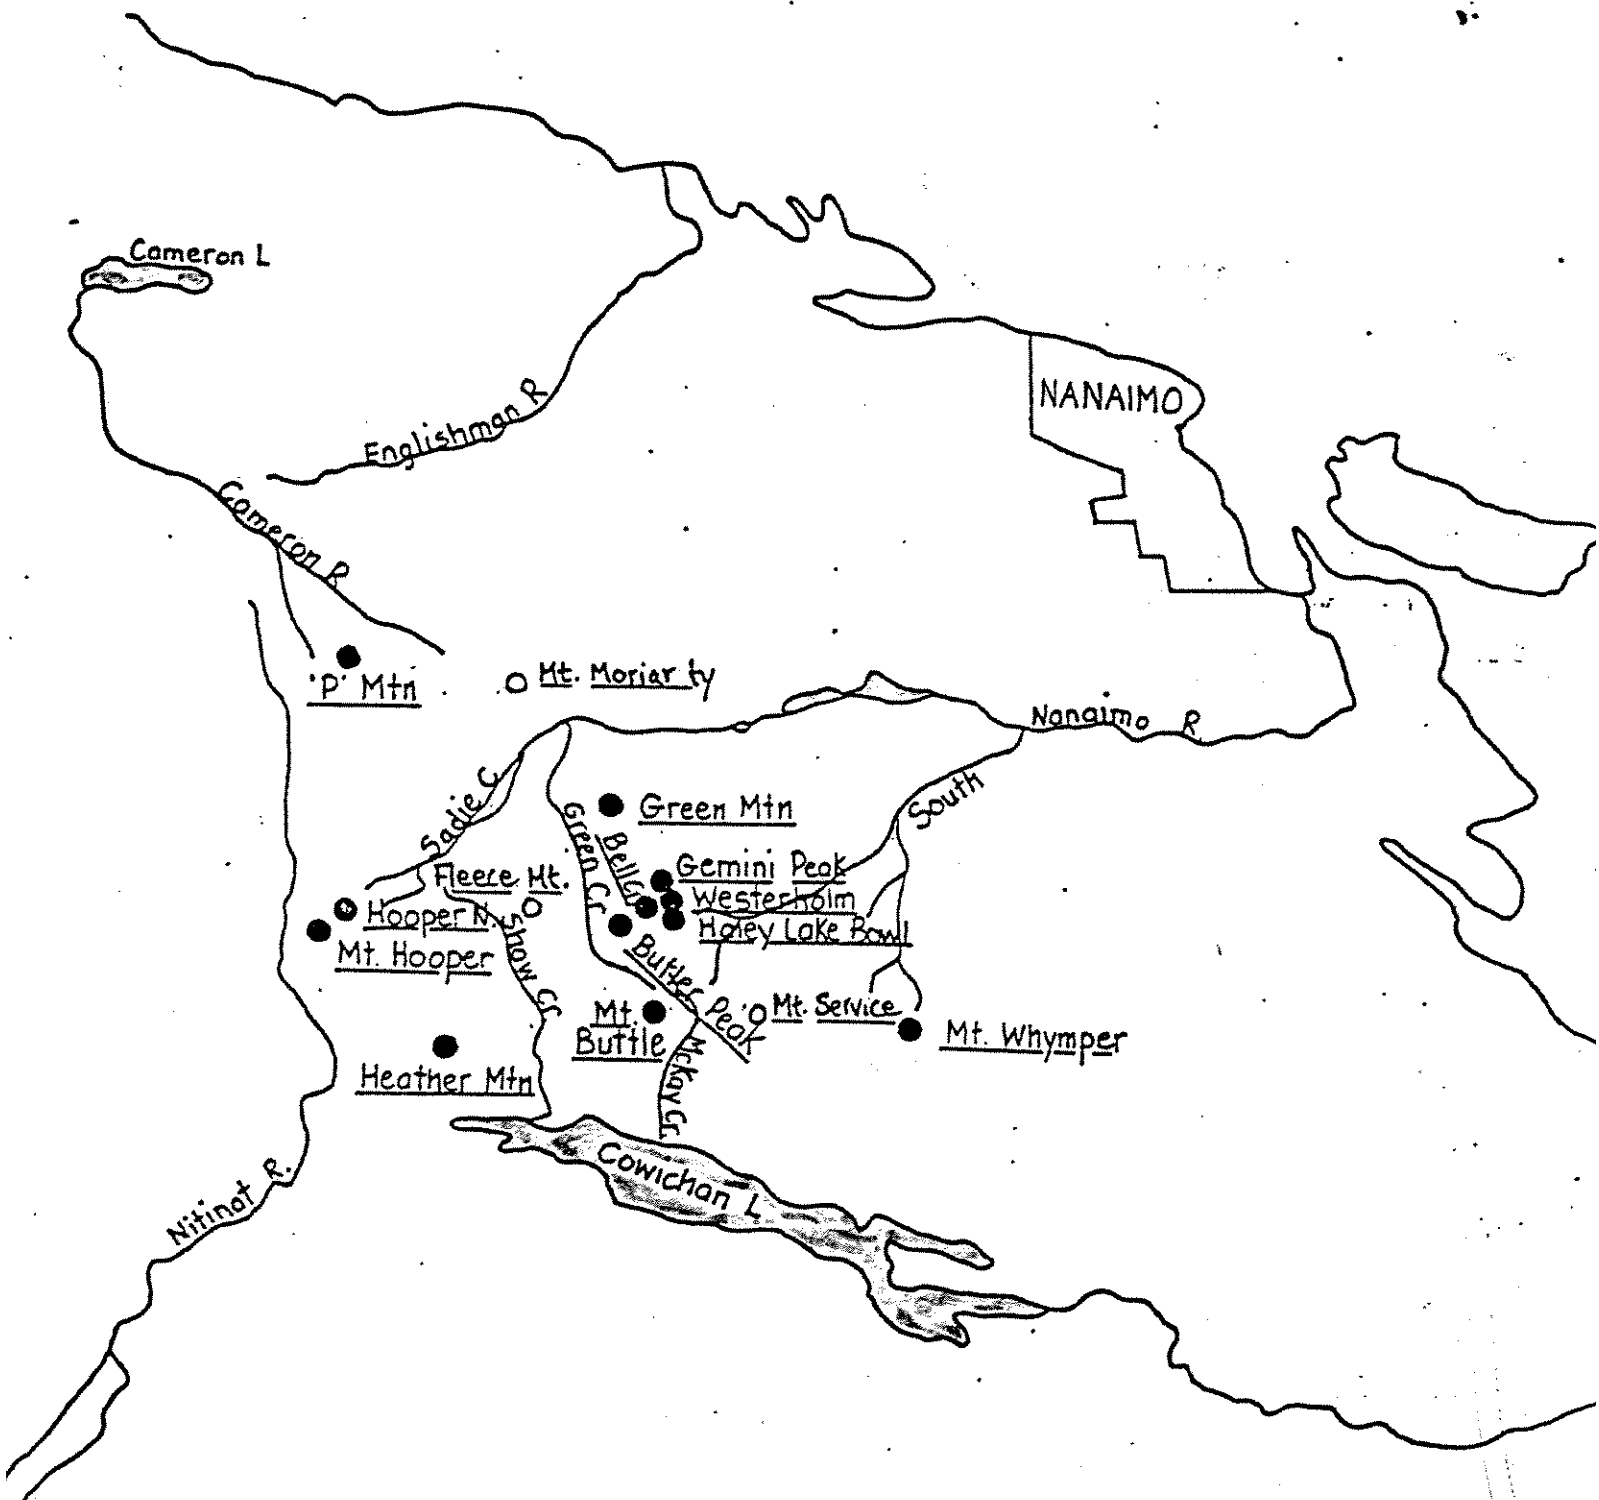 Cameron L
NANAIMO
Englishman R
Cameron R
'P' Mtn
Mt. Moriarty
Nanaimo R
Sadie C
Green Mtn
South
Green Cr
Bell Cr
Gemini Peak
Fleece Mt.
Westerholm
Hooper N.
Haley Lake Bowl
Mt. Hooper
Shaw Cr.
Butler Peak
Mt. Service
Mt.
Buttle
Mt. Whymper
McKay Cr.
Heather Mtn
Cowichan L
Nitinat R.